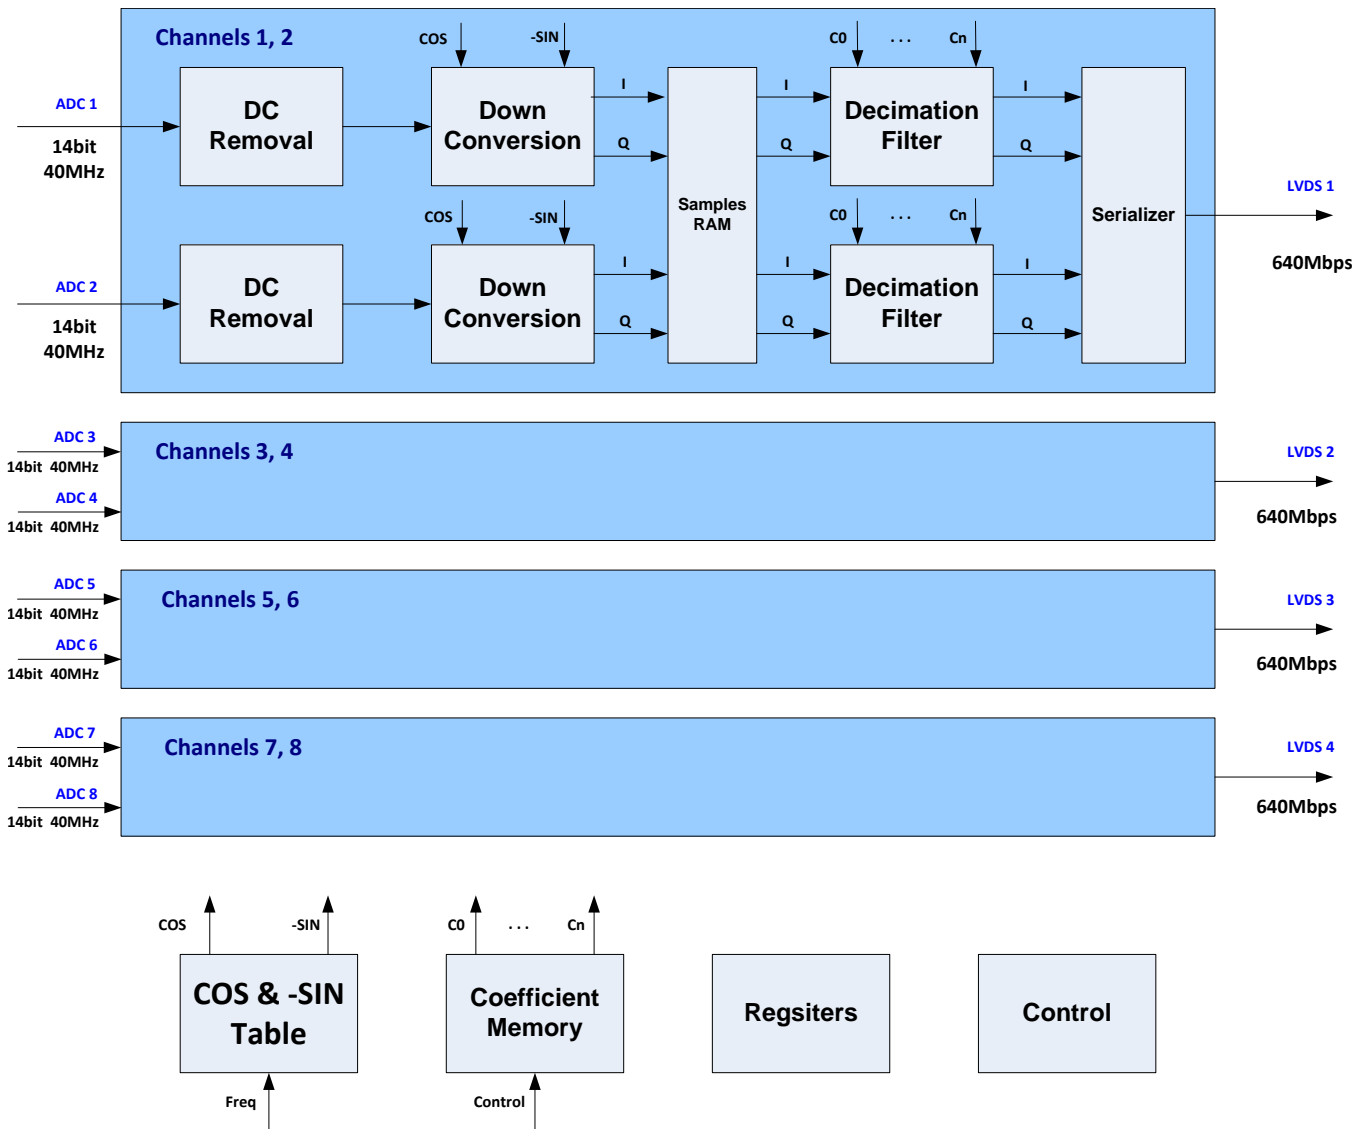 Channels 1, 2
COS
-SIN
C0
. . .
Cn
ADC 1
14bit
40MHz
DC
Removal
Down
Conversion
I
Q
I
Q
Decimation
Filter
I
Q
Samples
RAM
Serializer
LVDS 1
640Mbps
COS
-SIN
C0
. . .
Cn
ADC 2
14bit
40MHz
DC
Removal
Down
Conversion
I
Q
I
Q
Decimation
Filter
I
Q
ADC 3
14bit 40MHz
ADC 4
14bit 40MHz
Channels 3, 4
LVDS 2
640Mbps
ADC 5
14bit 40MHz
ADC 6
14bit 40MHz
Channels 5, 6
LVDS 3
640Mbps
ADC 7
14bit 40MHz
ADC 8
14bit 40MHz
Channels 7, 8
LVDS 4
640Mbps
COS
-SIN
COS & -SIN
Table
Freq
C0
. . .
Cn
Coefficient
Memory
Control
Regsiters
Control